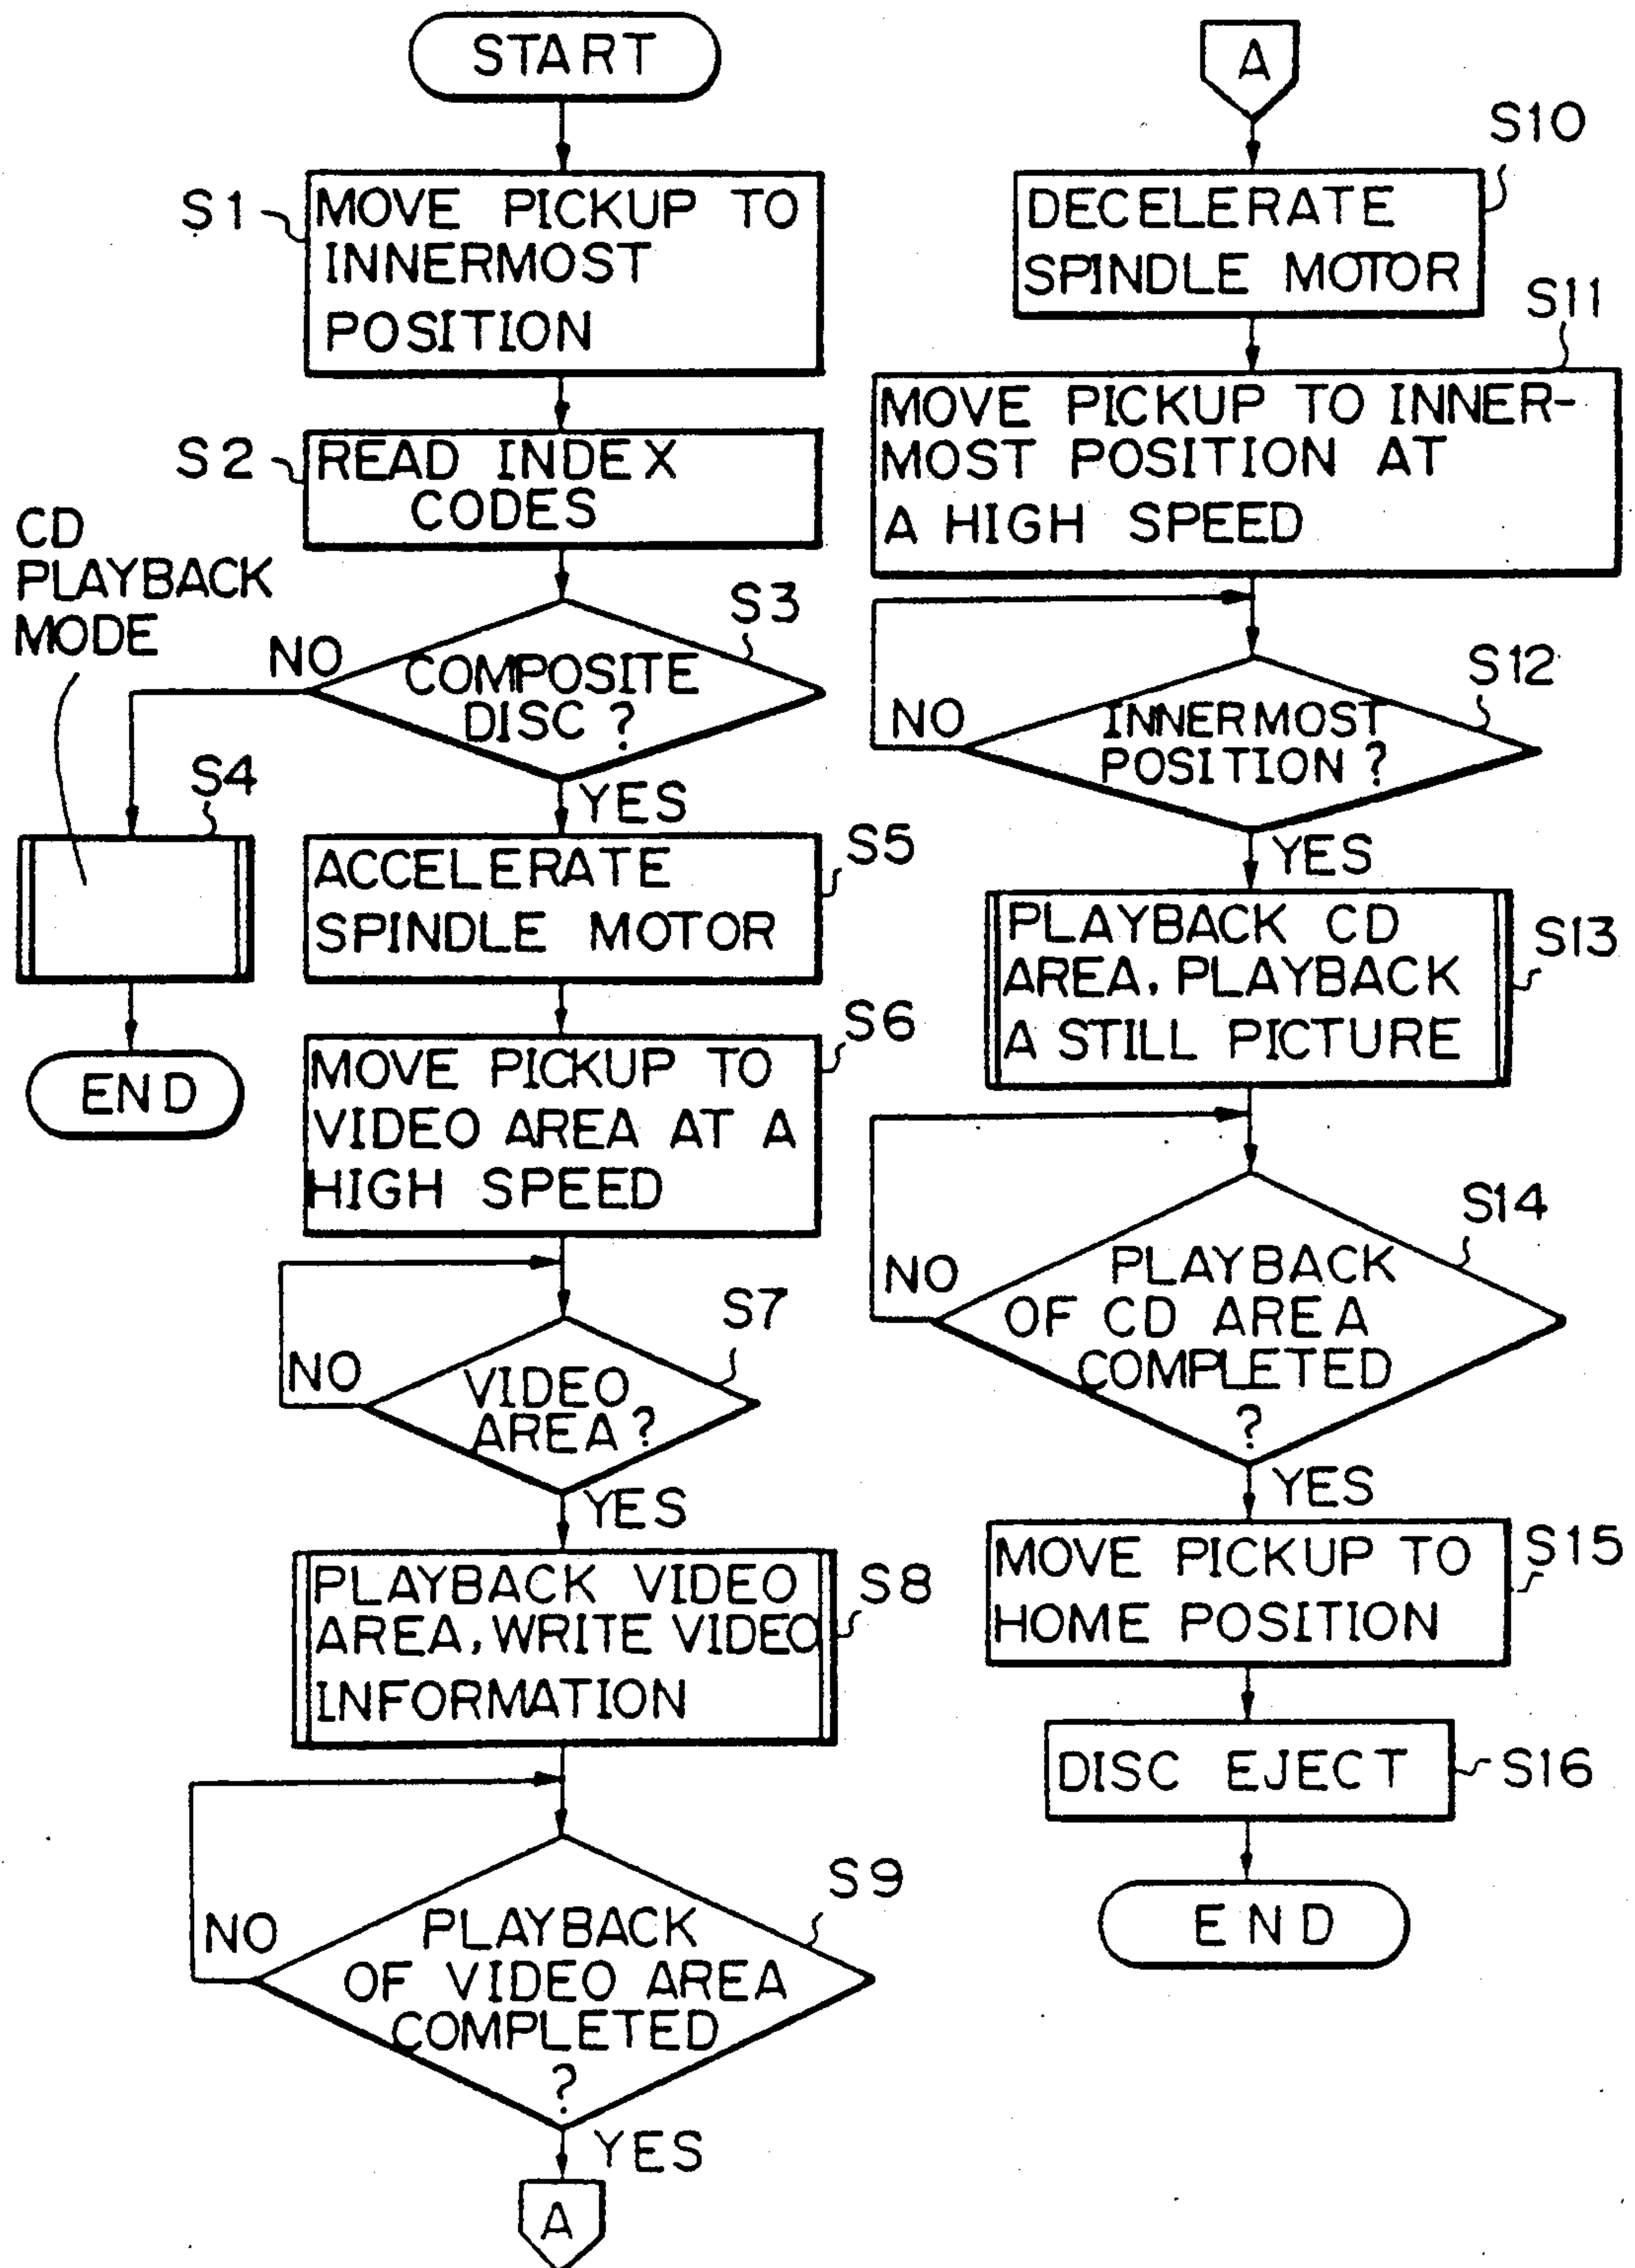 START
S1
MOVE PICKUP TO
INNERMOST
POSITION
S2
READ INDEX
CODES
CD
PLAYBACK
MODE
S3
NO
COMPOSITE
DISC ?
YES
S4
END
S5
ACCELERATE
SPINDLE MOTOR
S6
MOVE PICKUP TO
VIDEO AREA AT A
HIGH SPEED
S7
NO
VIDEO
AREA ?
YES
S8
PLAYBACK VIDEO
AREA, WRITE VIDEO
INFORMATION
S9
NO
PLAYBACK
OF VIDEO AREA
COMPLETED
?
YES
A
A
S10
DECELERATE
SPINDLE MOTOR
S11
MOVE PICKUP TO INNER-
MOST POSITION AT
A HIGH SPEED
S12
NO
INNERMOST
POSITION ?
YES
S13
PLAYBACK CD
AREA, PLAYBACK
A STILL PICTURE
S14
NO
PLAYBACK
OF CD AREA
COMPLETED
?
YES
S15
MOVE PICKUP TO
HOME POSITION
DISC EJECT
S16
END